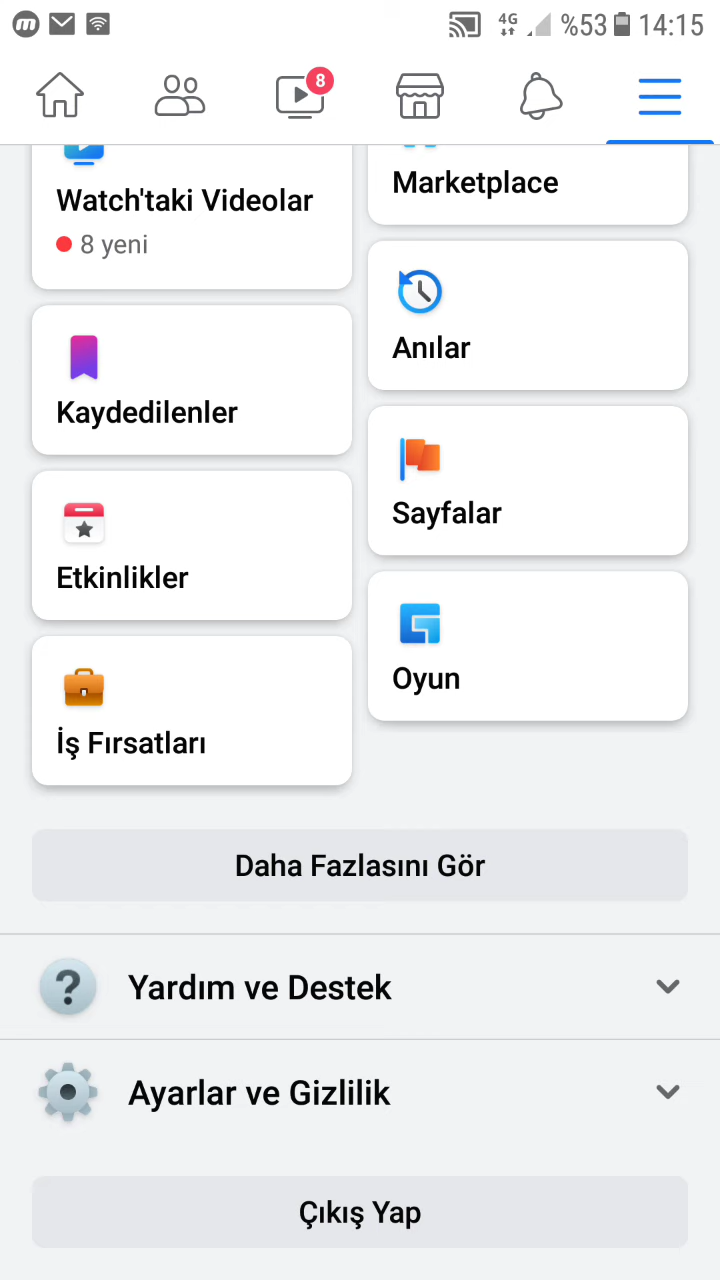 4G
%53
14:15
8
Watch'taki Videolar
8 yeni
Marketplace
Anılar
Kaydedilenler
Sayfalar
Etkinlikler
Oyun
İş Fırsatları
Daha Fazlasını Gör
?
Yardım ve Destek
Ayarlar ve Gizlilik
Çıkış Yap